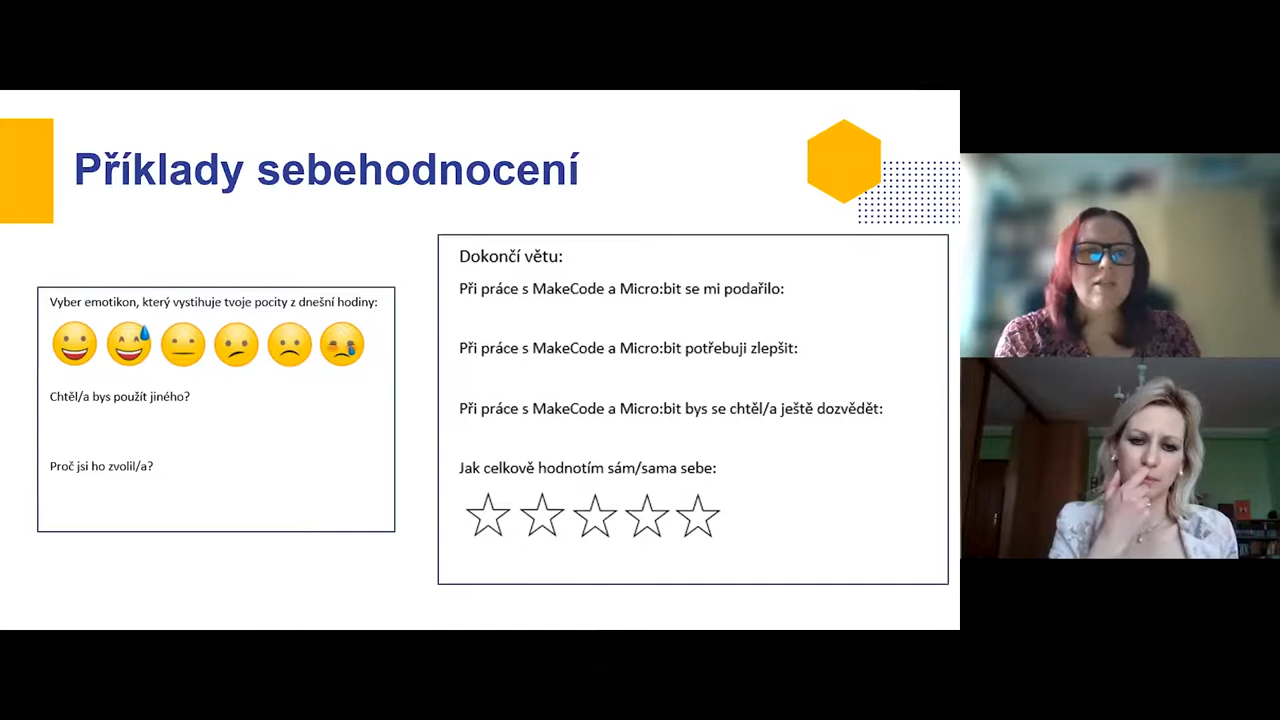 Příklady sebehodnocení
Vyber emotikon, který vystihuje tvoje pocity z dnešní hodiny:
Chtěl/a bys použít jiného?
Proč jsi ho zvolil/a?
Dokončí větu:
Při práce s MakeCode a Micro:bit se mi podařilo:
Při práce s MakeCode a Micro:bit potřebuji zlepšit:
Při práce s MakeCode a Micro:bit bys se chtěl/a ještě dozvědět:
Jak celkově hodnotím sám/sama sebe: